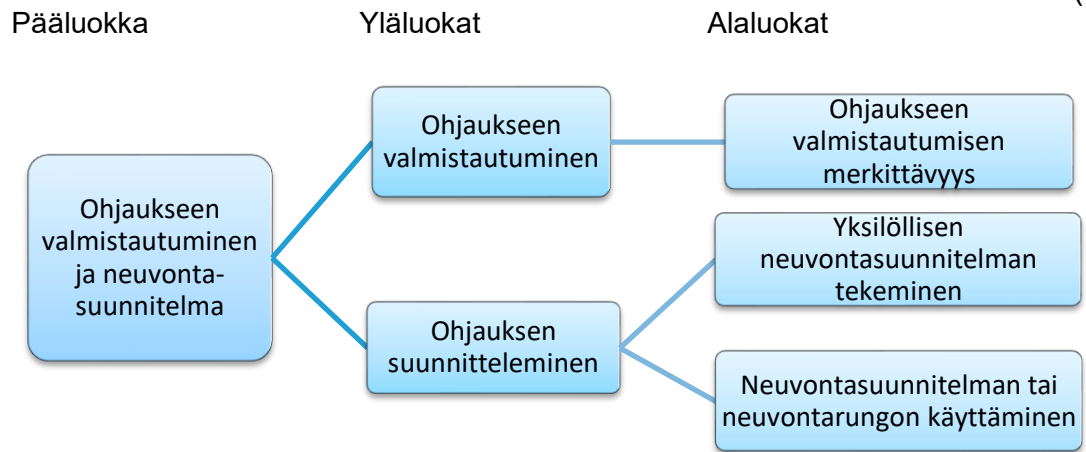 Pääluokka Yläluokat Alaluokat
Ohjaukseen
valmistautuminen
ja neuvonta-
suunnitelma
Ohjaukseen
valmistautuminen
Ohjauksen
suunnitteleminen
Ohjaukseen
valmistautumisen
merkittävyys
Yksilöllisen
neuvontasuunnitelman
tekeminen
Neuvontasuunnitelman tai
neuvontarungon käyttäminen